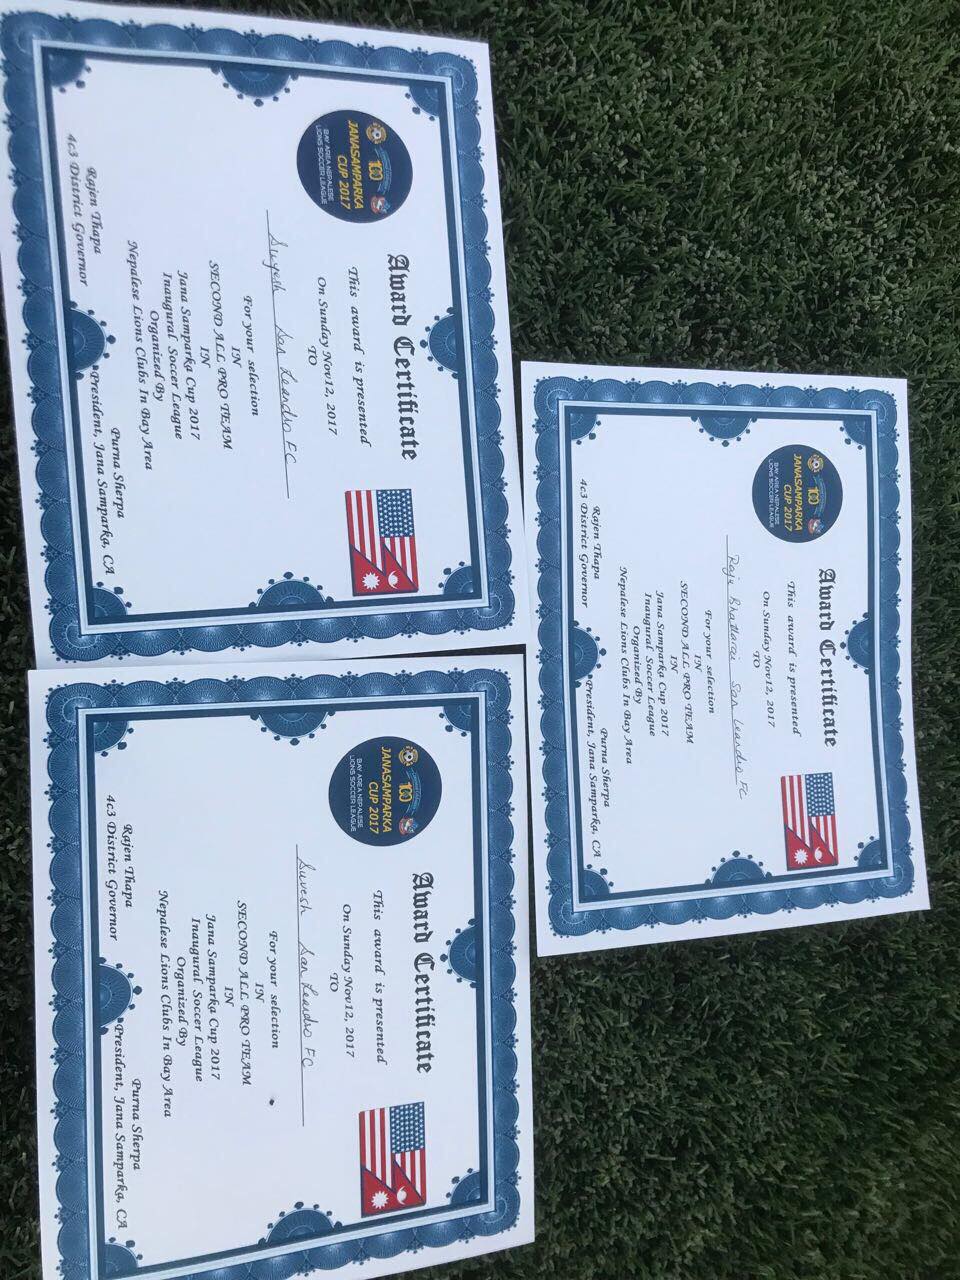 100
JANASAMPARKA
CUP 2017
BAY AREA NEPALESE
LIONS SOCCER LEAGUE
Award Certificate
This award is presented
On Sunday Nov12, 2017
TO
Raju Bhattarai San Leandro FC
For your selection
IN
SECOND ALL PRO TEAM
IN
Jana Samparka Cup 2017
Inaugural Soccer League
Organized By
Nepalese Lions Clubs In Bay Area
Rajen Thapa
4c3 District Governor
Purna Sherpa
President, Jana Samparka, CA
100
JANASAMPARKA
CUP 2017
BAY AREA NEPALESE
LIONS SOCCER LEAGUE
Award Certificate
This award is presented
On Sunday Nov12, 2017
TO
Suyesh San Leandro FC
For your selection
IN
SECOND ALL PRO TEAM
IN
Jana Samparka Cup 2017
Inaugural Soccer League
Organized By
Nepalese Lions Clubs In Bay Area
Rajen Thapa
4c3 District Governor
Purna Sherpa
President, Jana Samparka, CA
100
JANASAMPARKA
CUP 2017
BAY AREA NEPALESE
LIONS SOCCER LEAGUE
Award Certificate
This award is presented
On Sunday Nov12, 2017
TO
Suvesh San Leandro FC
For your selection
IN
SECOND ALL PRO TEAM
IN
Jana Samparka Cup 2017
Inaugural Soccer League
Organized By
Nepalese Lions Clubs In Bay Area
Rajen Thapa
4c3 District Governor
Purna Sherpa
President, Jana Samparka, CA